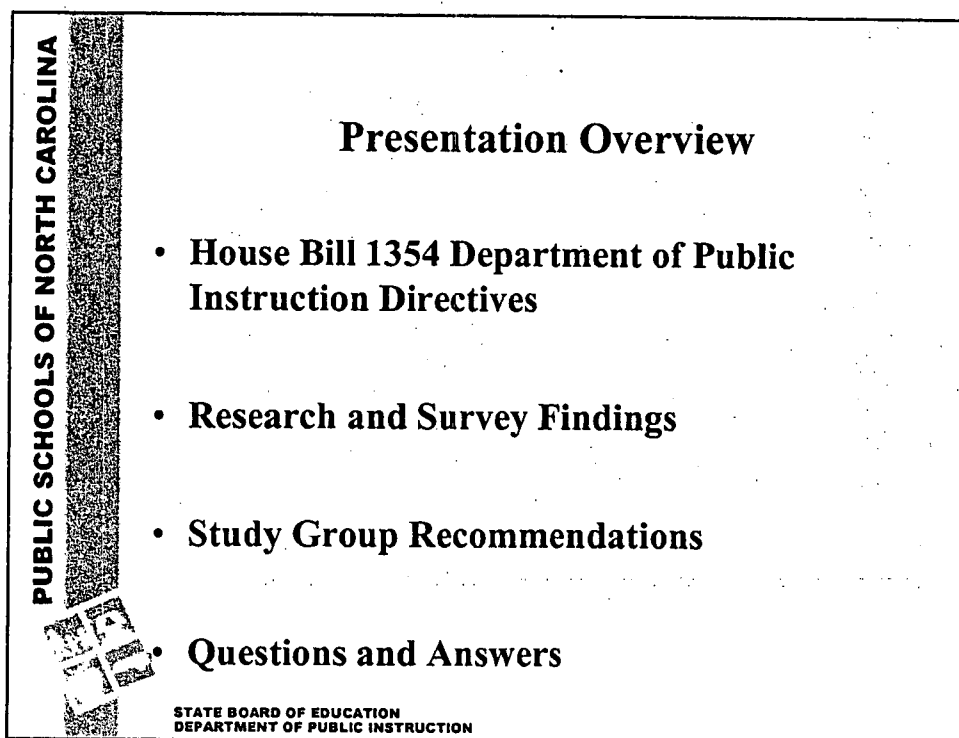 PUBLIC SCHOOLS OF NORTH CAROLINA
Presentation Overview
• House Bill 1354 Department of Public
Instruction Directives
• Research and Survey Findings
• Study Group Recommendations
• Questions and Answers
STATE BOARD OF EDUCATION
DEPARTMENT OF PUBLIC INSTRUCTION